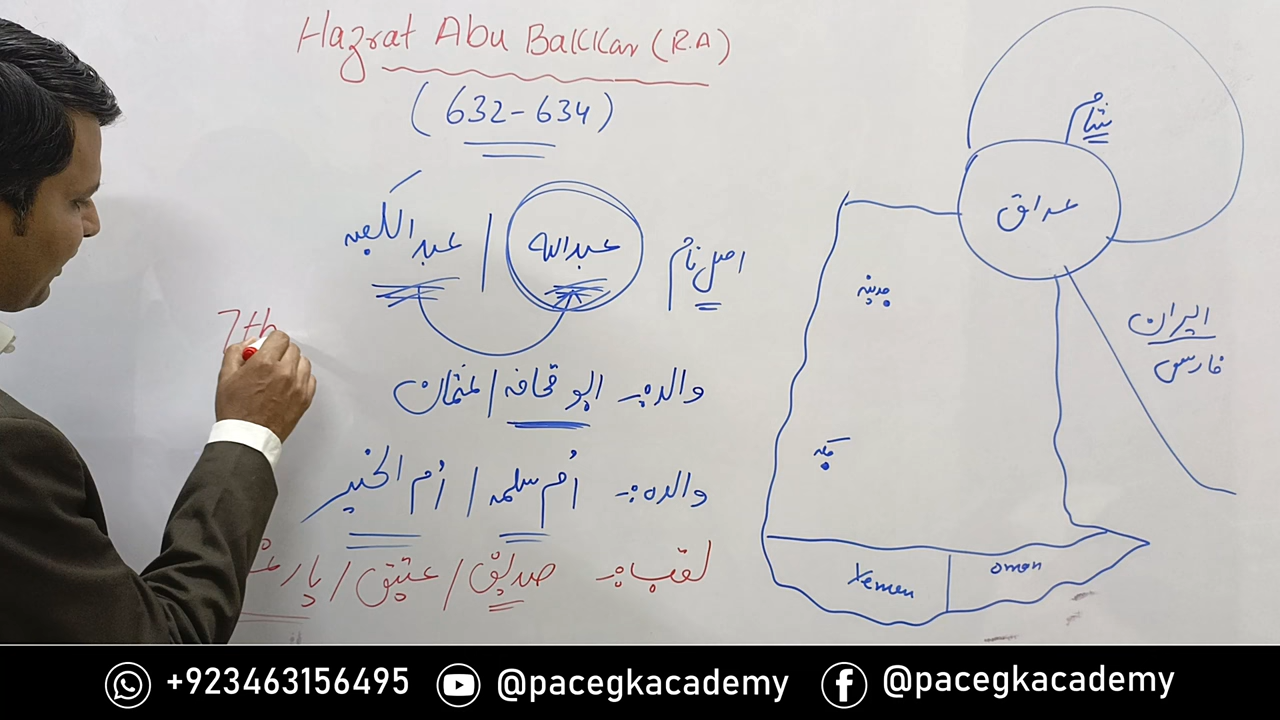 Hazrat Abu Bakkar (R.A)
(632-634)
اصل نام عبداللہ / عبدالکعبہ
والد:- ابو قحافہ / عثمان
والدہ:- اُم سلمہ / اُم الخیر
لقب:- صدیق / عتیق / یار
7th
شام
عراق
مدینہ
ایران
فارس
مکہ
Yemen
Oman
+923463156495 @pacegkacademy @pacegkacademy